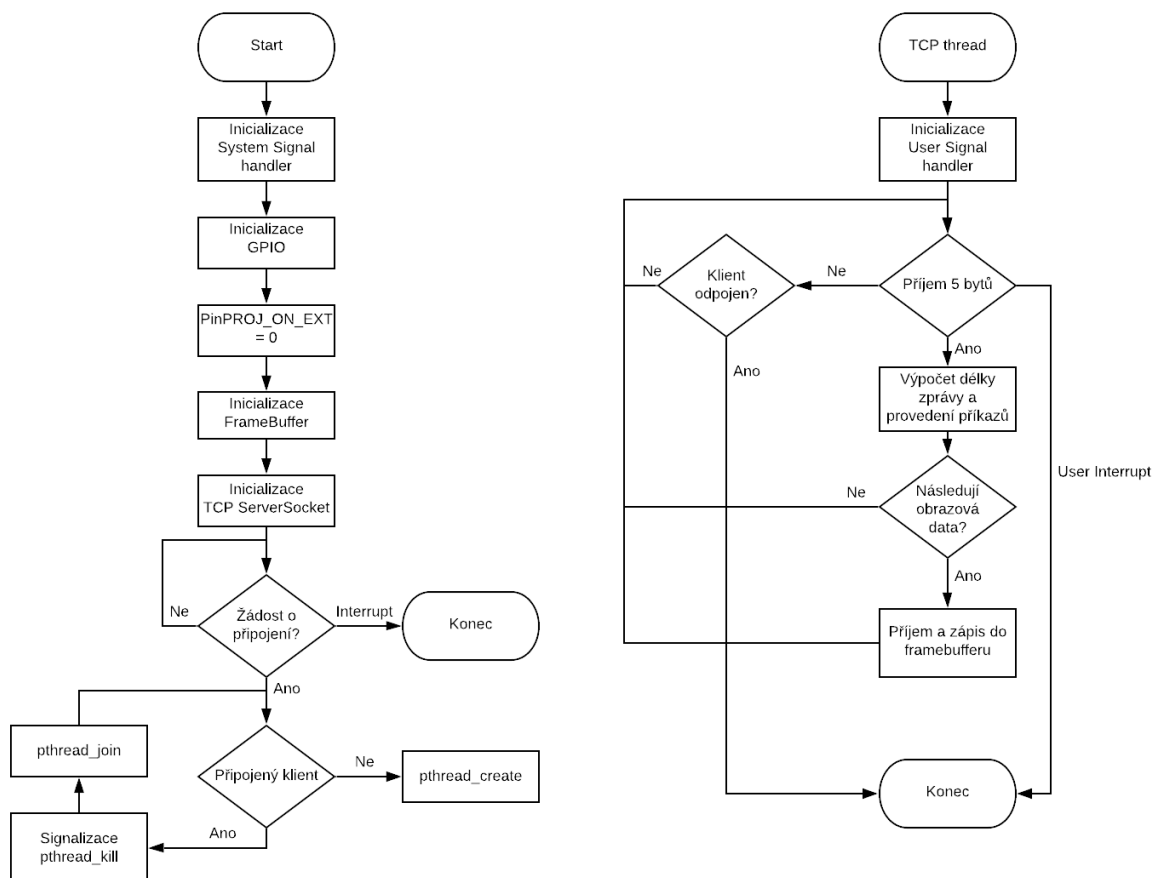 Start
Inicializace
System Signal
handler
Inicializace
GPIO
PinPROJ_ON_EXT
= 0
Inicializace
FrameBuffer
Inicializace
TCP ServerSocket
Ne
Žádost o
připojení?
Interrupt
Konec
Ano
pthread_join
Připojený klient
Ne
pthread_create
Ano
Signalizace
pthread_kill
TCP thread
Inicializace
User Signal
handler
Ne
Klient
odpojen?
Ne
Příjem 5 bytů
Ano
Ano
Výpočet délky
zprávy a
provedení příkazů
User Interrupt
Ne
Následují
obrazová
data?
Ano
Příjem a zápis do
framebufferu
Konec